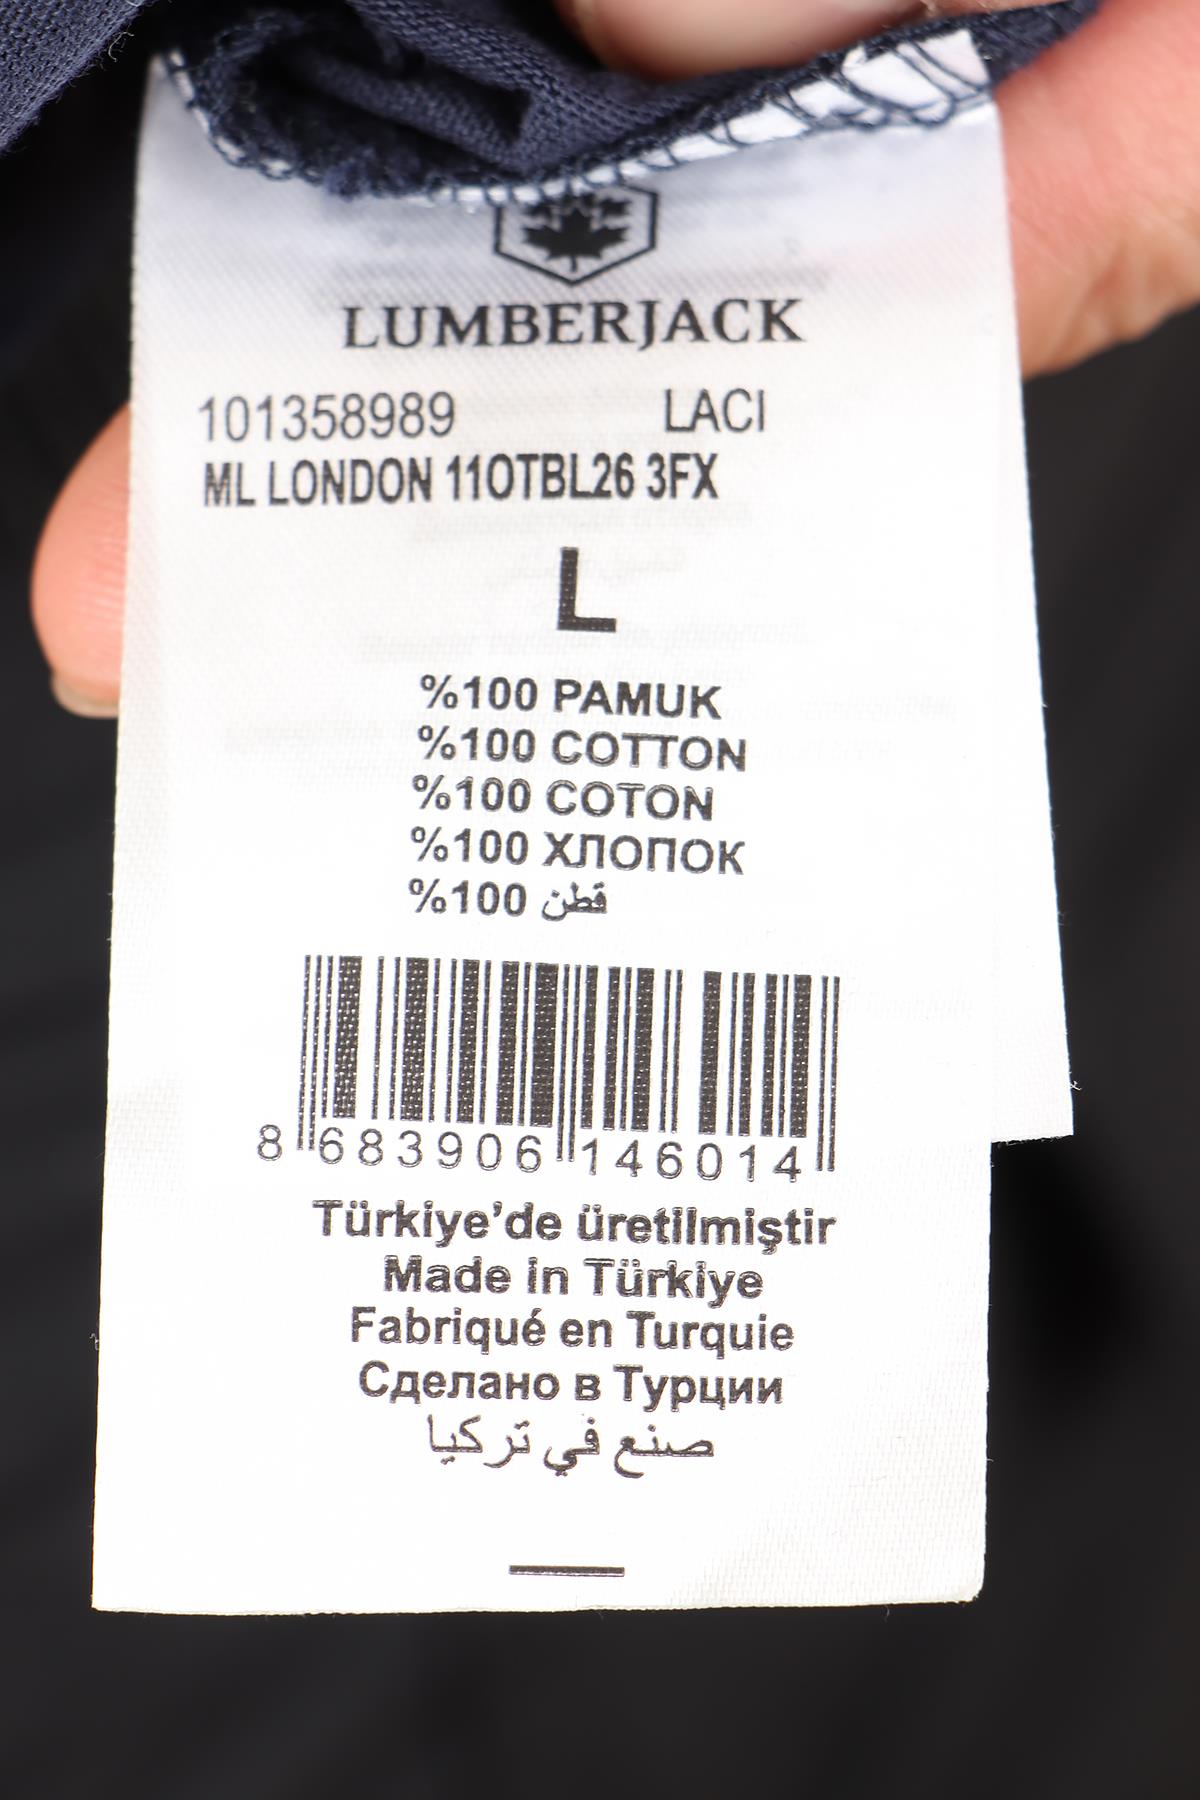 LUMBERJACK
101358989 LACI
ML LONDON 11OTBL26 3FX
L
%100 PAMUK
%100 COTTON
%100 COTON
%100 ХЛОПОК
%100 قطن
8 683906 146014
Türkiye'de üretilmiştir
Made in Türkiye
Fabriqué en Turquie
Сделано в Турции
صنع في تركيا